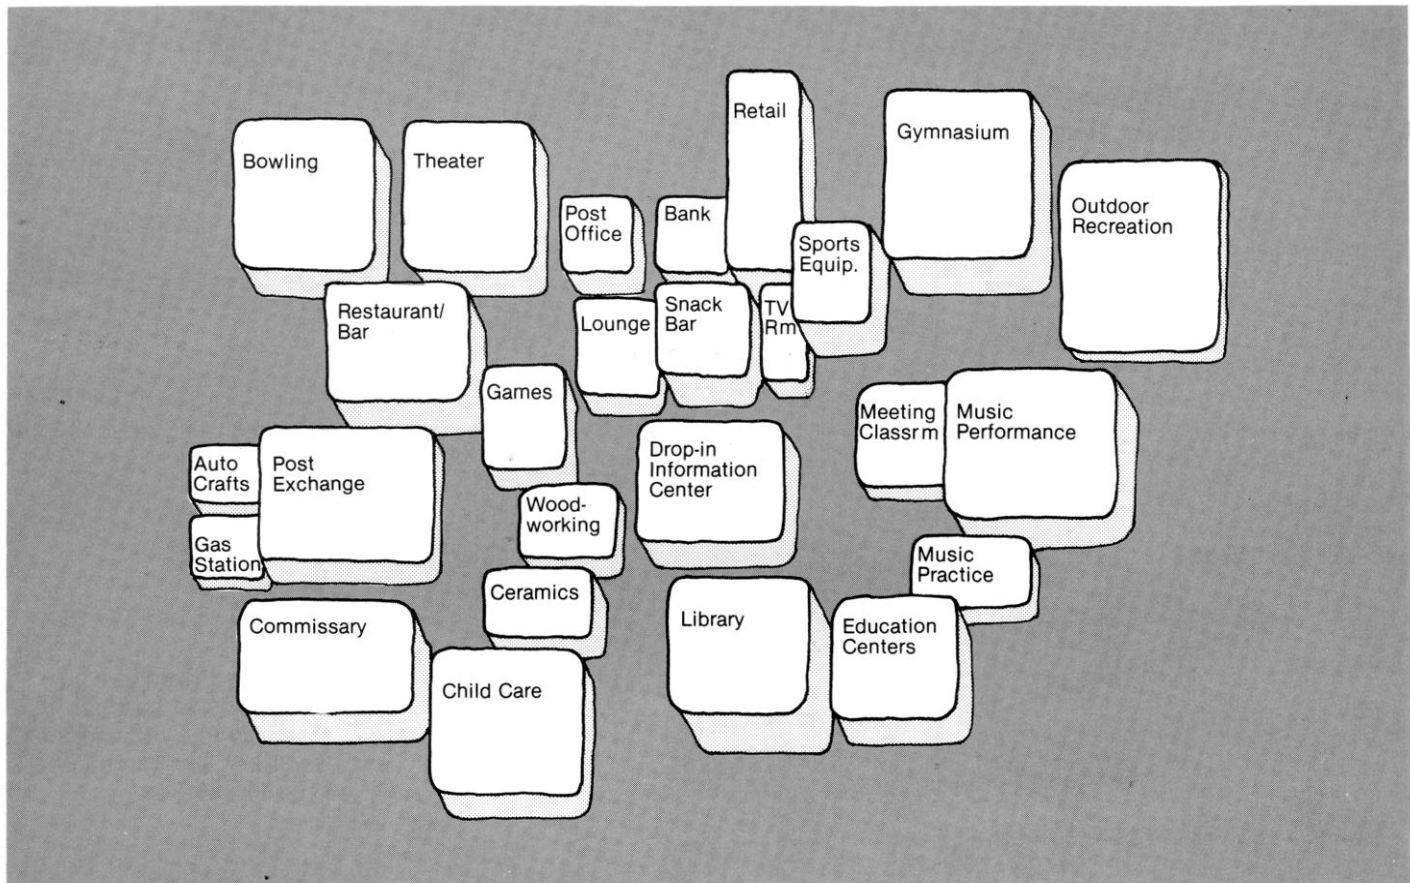 Retail
Gymnasium
Bowling
Theater
Post
Office
Bank
Outdoor
Recreation
Sports
Equip.
Restaurant/
Bar
Lounge
Snack
Bar
TV
Rm
Games
Meeting
Classrm
Music
Performance
Auto
Crafts
Post
Exchange
Drop-in
Information
Center
Wood-
working
Gas
Station
Music
Practice
Ceramics
Commissary
Library
Education
Centers
Child Care